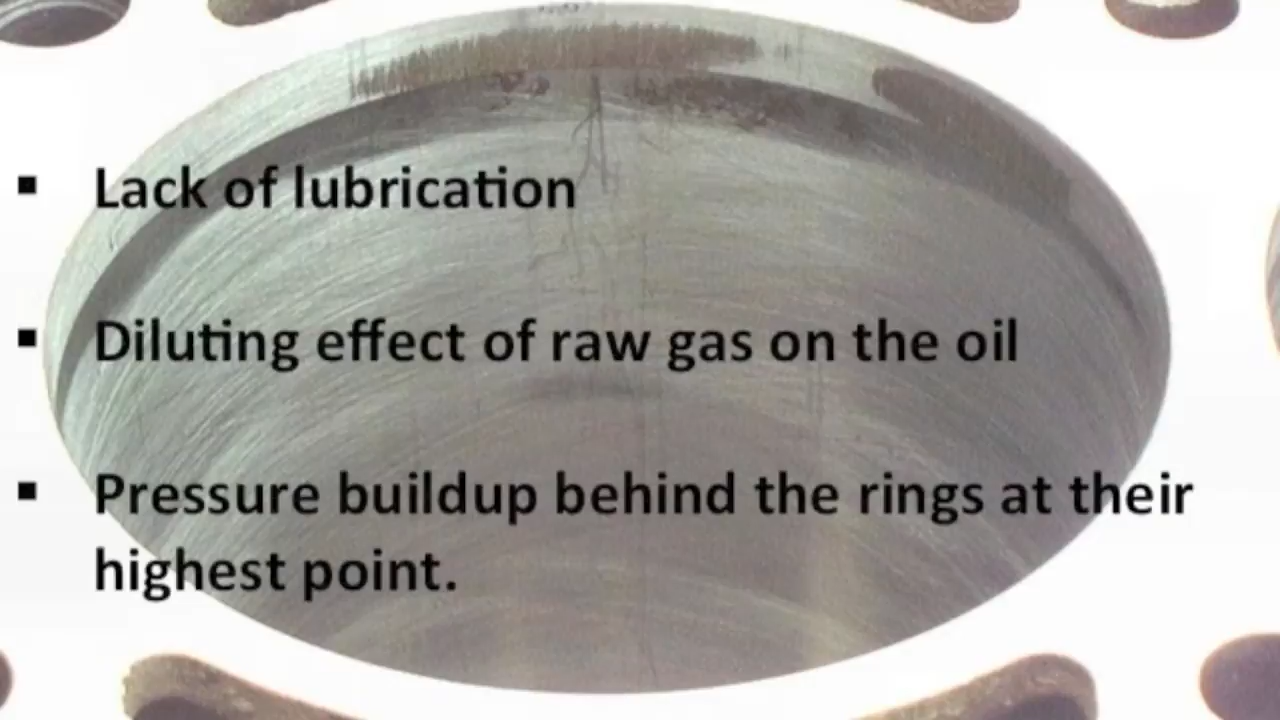 ▪ Lack of lubrication
▪ Diluting effect of raw gas on the oil
▪ Pressure buildup behind the rings at their
highest point.